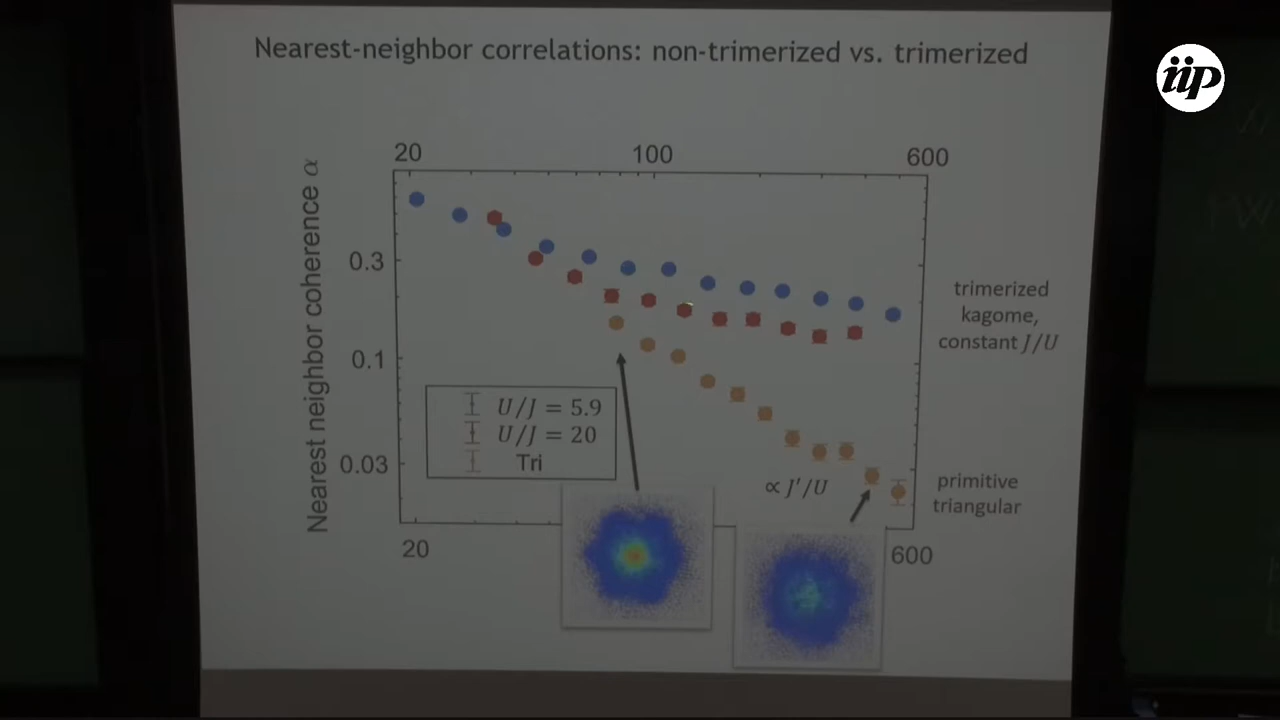 Nearest-neighbor correlations: non-trimerized vs. trimerized
iip
20 100 600
Nearest neighbor coherence α
0.3
0.1
0.03
trimerized
kagome,
constant J/U
U/J = 5.9
U/J = 20
Tri
∝ J′/U
primitive
triangular
20 600